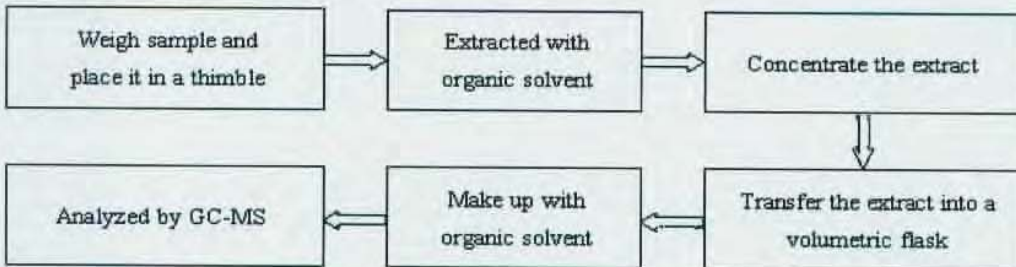 Weigh sample and
place it in a thimble
Extracted with
organic solvent
Concentrate the extract
Transfer the extract into a
volumetric flask
Make up with
organic solvent
Analyzed by GC-MS